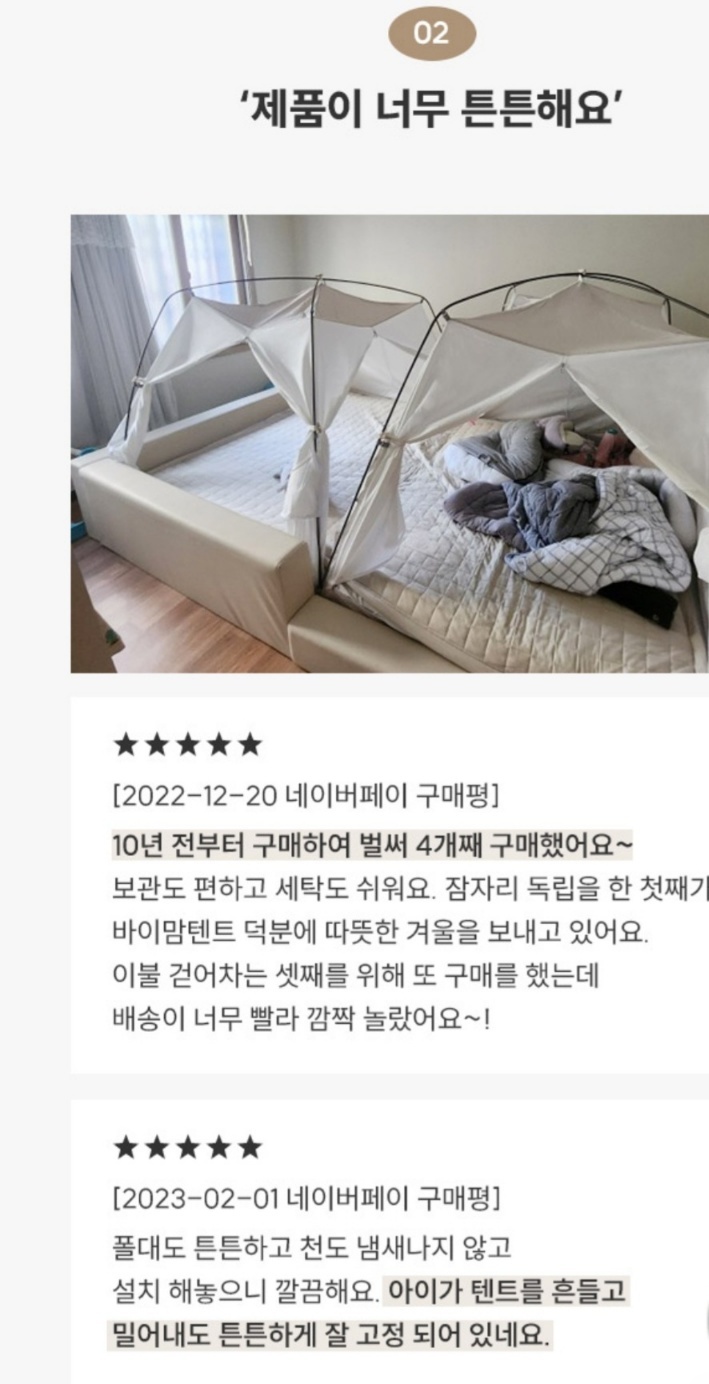 02
‘제품이 너무 튼튼해요’
★★★★★
[2022-12-20 네이버페이 구매평]
10년 전부터 구매하여 벌써 4개째 구매했어요~
보관도 편하고 세탁도 쉬워요. 잠자리 독립을 한 첫째가
바이맘텐트 덕분에 따뜻한 겨울을 보내고 있어요.
이불 걷어차는 셋째를 위해 또 구매를 했는데
배송이 너무 빨라 깜짝 놀랐어요~!
★★★★★
[2023-02-01 네이버페이 구매평]
폴대도 튼튼하고 천도 냄새나지 않고
설치 해놓으니 깔끔해요. 아이가 텐트를 흔들고
밀어내도 튼튼하게 잘 고정 되어 있네요.